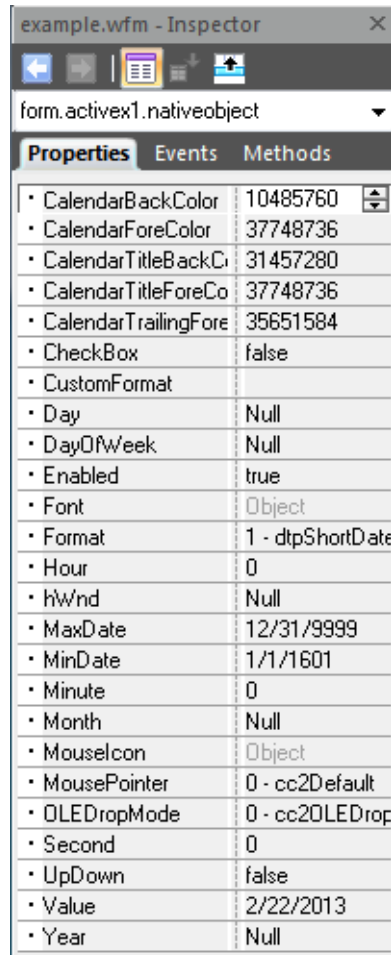 example.wfm - Inspector
form.activex1.nativeobject
Properties Events Methods
CalendarBackColor 10485760
CalendarForeColor 37748736
CalendarTitleBackC 31457280
CalendarTitleForeCo 37748736
CalendarTrailingFore 35651584
CheckBox false
CustomFormat
Day Null
DayOfWeek Null
Enabled true
Font Object
Format 1 - dtpShortDate
Hour 0
hWnd Null
MaxDate 12/31/9999
MinDate 1/1/1601
Minute 0
Month Null
MouseIcon Object
MousePointer 0 - cc2Default
OLEDropMode 0 - cc2OLEDrop
Second 0
UpDown false
Value 2/22/2013
Year Null